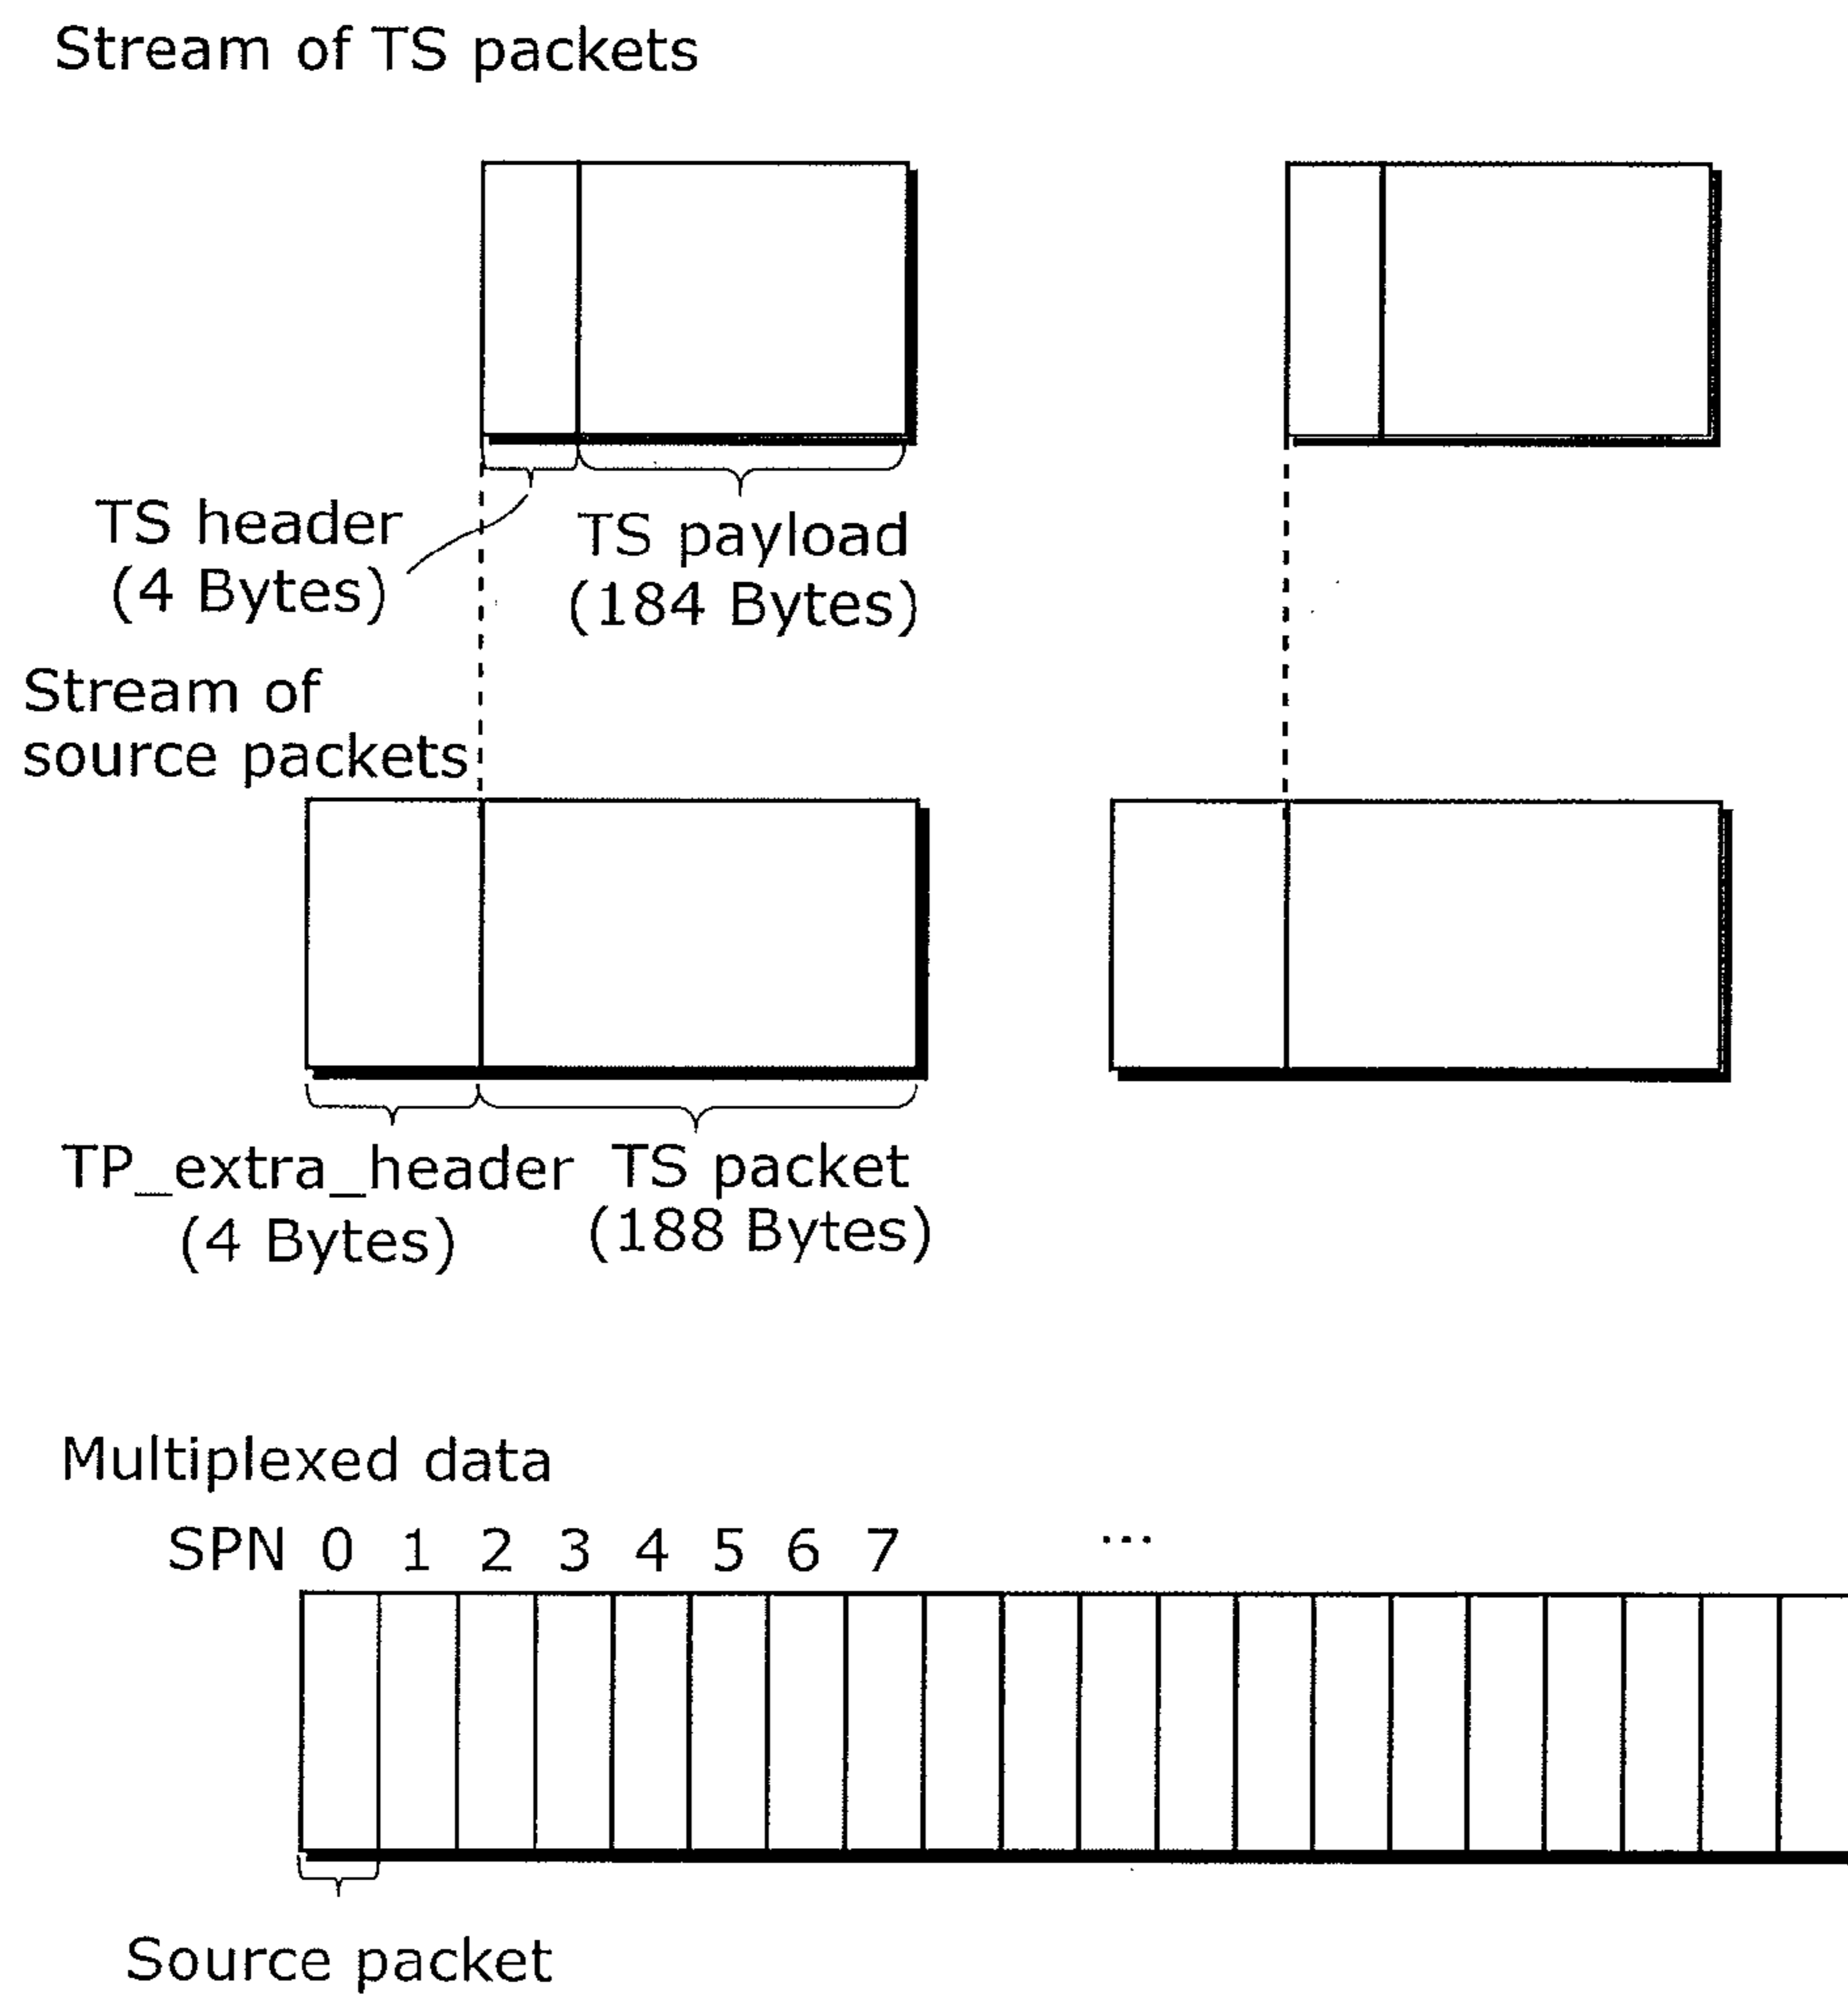 Stream of TS packets
TS header
(4 Bytes)
TS payload
(184 Bytes)
Stream of
source packets
TP_extra_header
(4 Bytes)
TS packet
(188 Bytes)
Multiplexed data
SPN 0 1 2 3 4 5 6 7 ...
Source packet